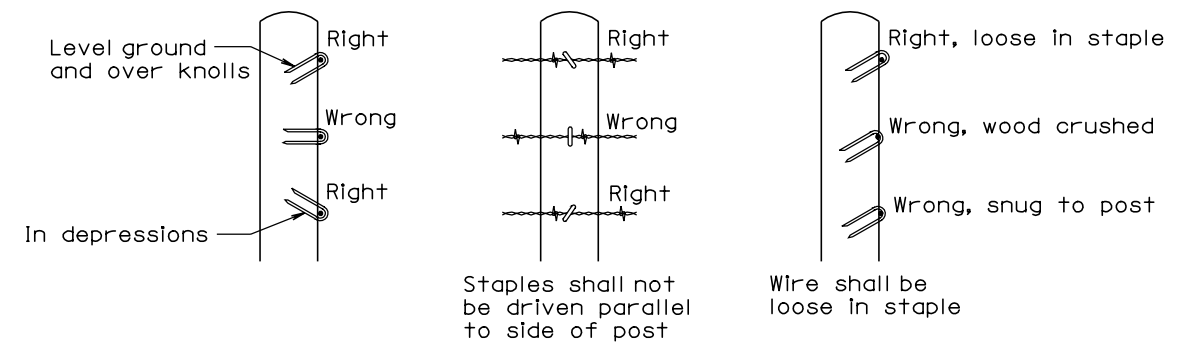 Level ground
and over knolls
Right
Wrong
Right
In depressions
Right
Wrong
Right
Staples shall not
be driven parallel
to side of post
Right, loose in staple
Wrong, wood crushed
Wrong, snug to post
Wire shall be
loose in staple